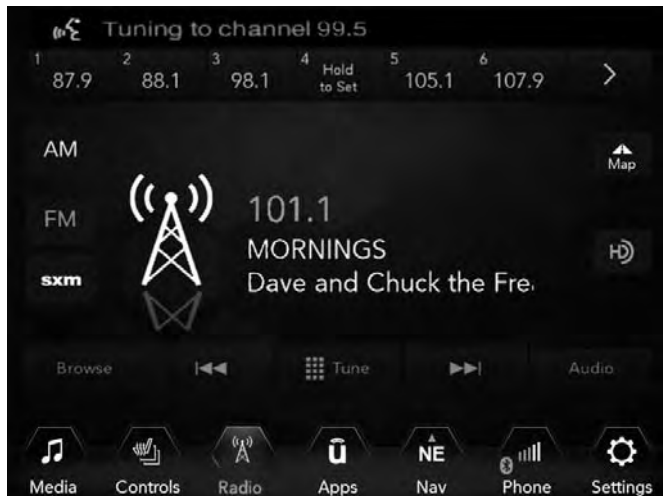 Tuning to channel 99.5
1 2 3 4 5 6
87.9 88.1 98.1 Hold to Set 105.1 107.9
AM
Map
FM
101.1
MORNINGS
HD
sxm
Dave and Chuck the Fre
Browse Tune Audio
ū NE
Media Controls Radio Apps Nav Phone Settings